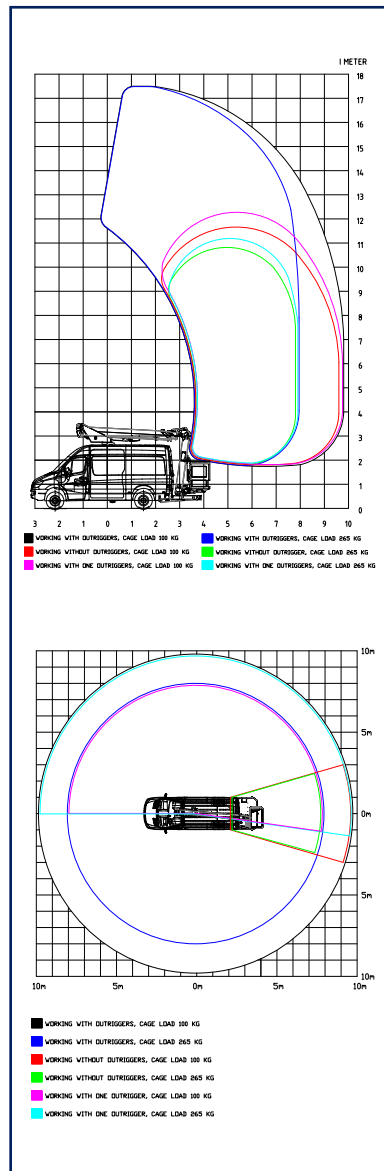 1 METER
18
17
16
15
14
13
12
11
10
9
8
7
6
5
4
3
2
1
0
3 2 1 0 1 2 3 4 5 6 7 8 9 10
WORKING WITH OUTRIGGERS, CAGE LOAD 100 KG WORKING WITH OUTRIGGERS, CAGE LOAD 265 KG
WORKING WITHOUT OUTRIGGERS, CAGE LOAD 100 KG WORKING WITHOUT OUTRIGGER, CAGE LOAD 265 KG
WORKING WITH ONE OUTRIGGER, CAGE LOAD 100 KG WORKING WITH ONE OUTRIGGER, CAGE LOAD 265 KG
10m
5m
0m
5m
10m
10m 5m 0m 5m 10m
WORKING WITH OUTRIGGERS, CAGE LOAD 100 KG
WORKING WITH OUTRIGGERS, CAGE LOAD 265 KG
WORKING WITHOUT OUTRIGGERS, CAGE LOAD 100 KG
WORKING WITHOUT OUTRIGGERS, CAGE LOAD 265 KG
WORKING WITH ONE OUTRIGGER, CAGE LOAD 100 KG
WORKING WITH ONE OUTRIGGER, CAGE LOAD 265 KG